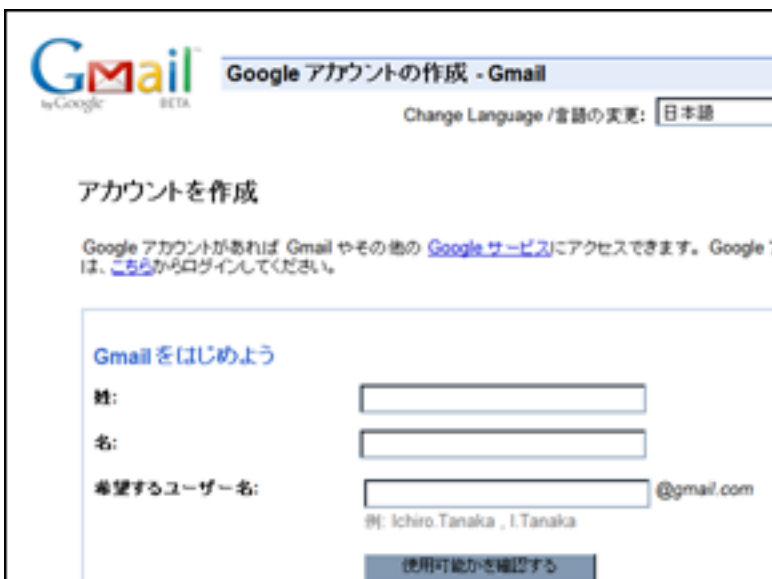 Gmail
by Google BETA
Google アカウントの作成 - Gmail
Change Language /言語の変更: 日本語
アカウントを作成
Google アカウントがあれば Gmail やその他の Google サービスにアクセスできます。Google
は、こちらからログインしてください。
Gmail をはじめよう
姓:
名:
希望するユーザー名: @gmail.com
例: Ichiro.Tanaka , I.Tanaka
使用可能かを確認する